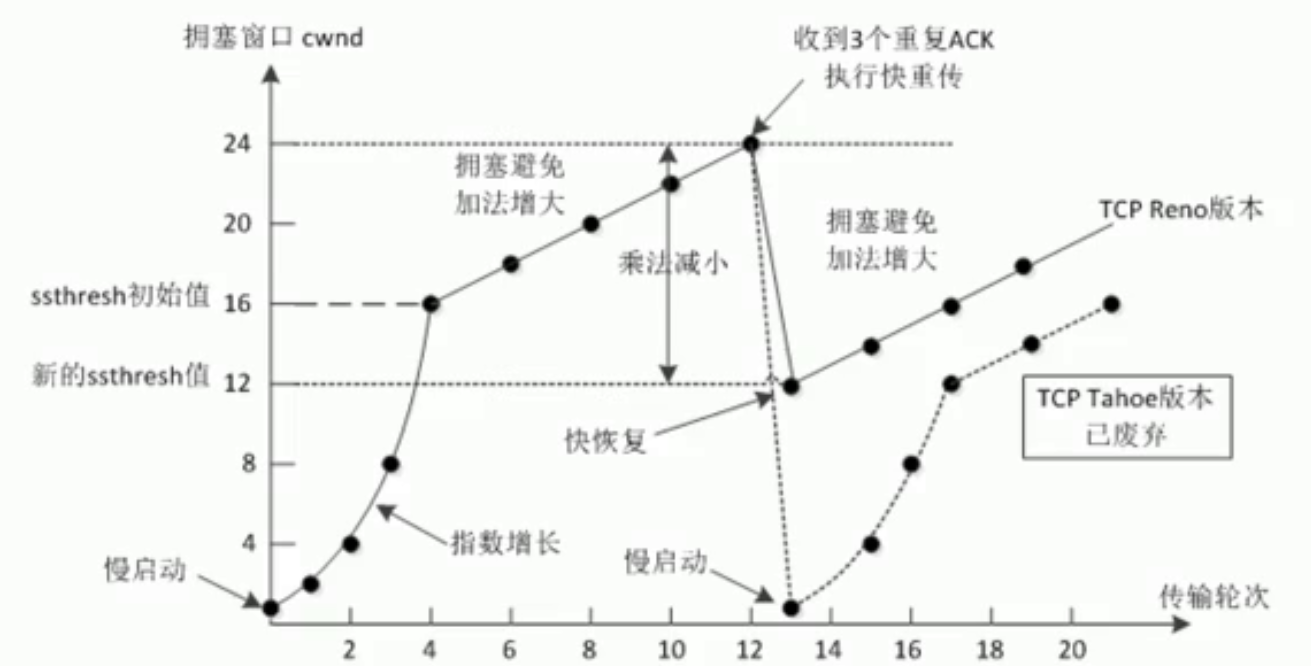 拥塞窗口 cwnd
收到3个重复ACK
执行快重传
24
拥塞避免
加法增大
20
拥塞避免
加法增大
TCP Reno版本
乘法减小
ssthresh初始值 16
新的ssthresh值 12
TCP Tahoe版本
已废弃
快恢复
8
指数增长
4
慢启动
慢启动
传输轮次
2 4 6 8 10 12 14 16 18 20